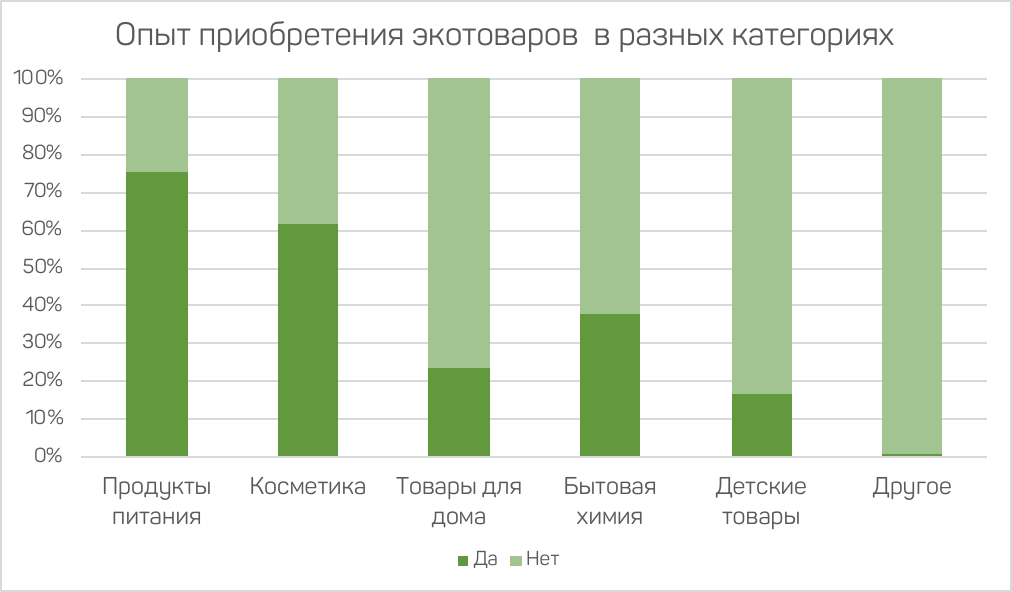 Опыт приобретения экотоваров  в разных категориях
100%
90%
80%
70%
60%
50%
40%
30%
20%
10%
0%
Продукты питания
Косметика
Товары для дома
Бытовая химия
Детские товары
Другое
Да
Нет